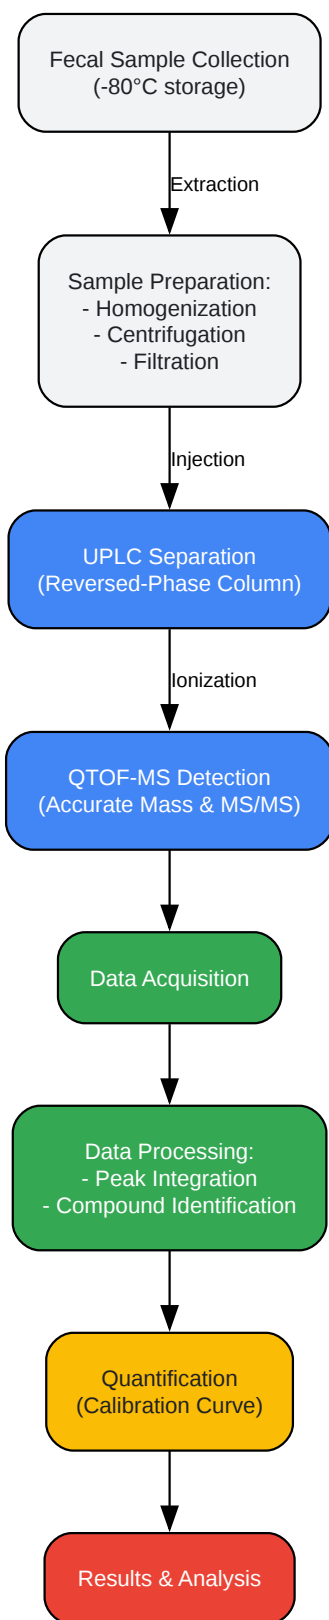 Fecal Sample Collection
(-80°C storage)
Extraction
Sample Preparation:
- Homogenization
- Centrifugation
- Filtration
Injection
UPLC Separation
(Reversed-Phase Column)
Ionization
QTOF-MS Detection
(Accurate Mass & MS/MS)
Data Acquisition
Data Processing:
- Peak Integration
- Compound Identification
Quantification
(Calibration Curve)
Results & Analysis